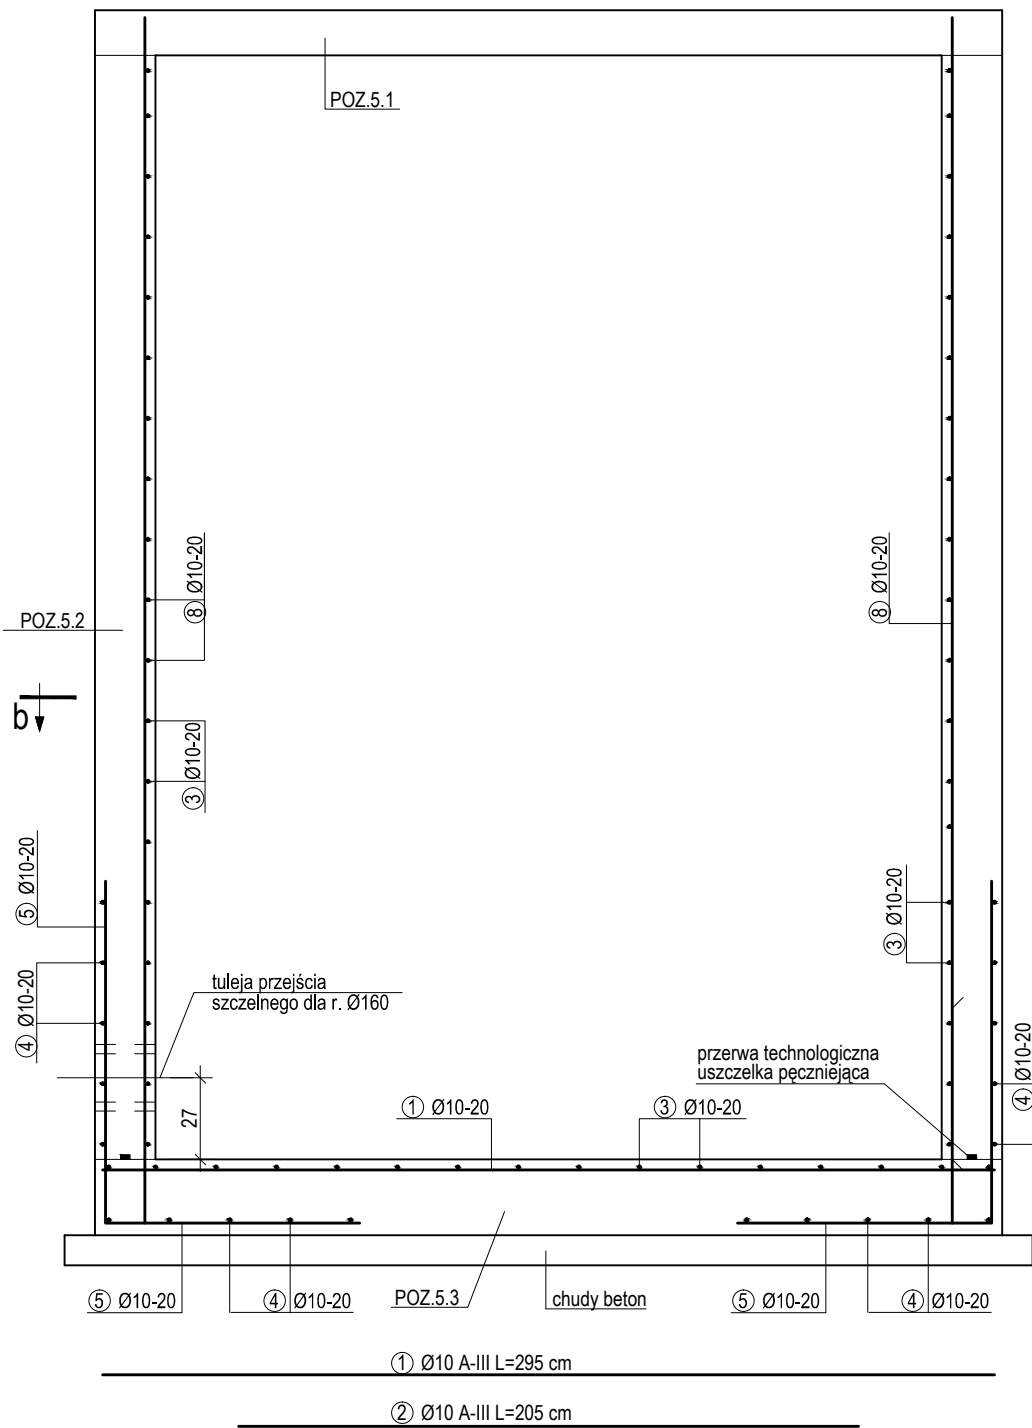 POZ.5.1
⑧ Ø10-20
⑧ Ø10-20
POZ.5.2
b
③ Ø10-20
⑤ Ø10-20
③ Ø10-20
④ Ø10-20
tuleja przejścia
szczelnego dla r. Ø160
przerwa technologiczna
uszczelka pęczniejąca
④ Ø10-20
27
① Ø10-20
③ Ø10-20
⑤ Ø10-20
④ Ø10-20
POZ.5.3
chudy beton
⑤ Ø10-20
④ Ø10-20
① Ø10 A-III L=295 cm
② Ø10 A-III L=205 cm